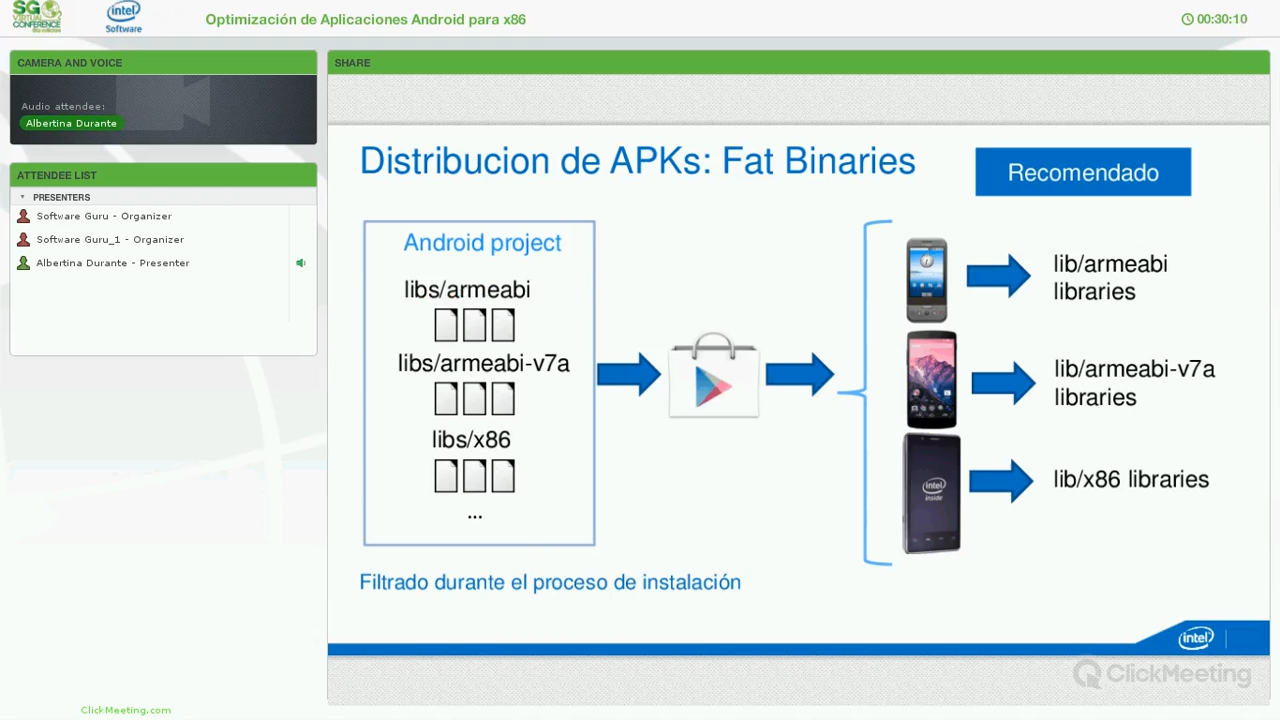 SG
VIRTUAL
CONFERENCE
intel
Software
Optimización de Aplicaciones Android para x86
00:30:10
CAMERA AND VOICE
Audio attendee:
Albertina Durante
ATTENDEE LIST
PRESENTERS
Software Guru - Organizer
Software Guru_1 - Organizer
Albertina Durante - Presenter
ClickMeeting.com
SHARE
Distribucion de APKs: Fat Binaries
Recomendado
Android project
libs/armeabi
libs/armeabi-v7a
libs/x86
...
lib/armeabi
libraries
lib/armeabi-v7a
libraries
intel
inside
lib/x86 libraries
Filtrado durante el proceso de instalación
intel
ClickMeeting